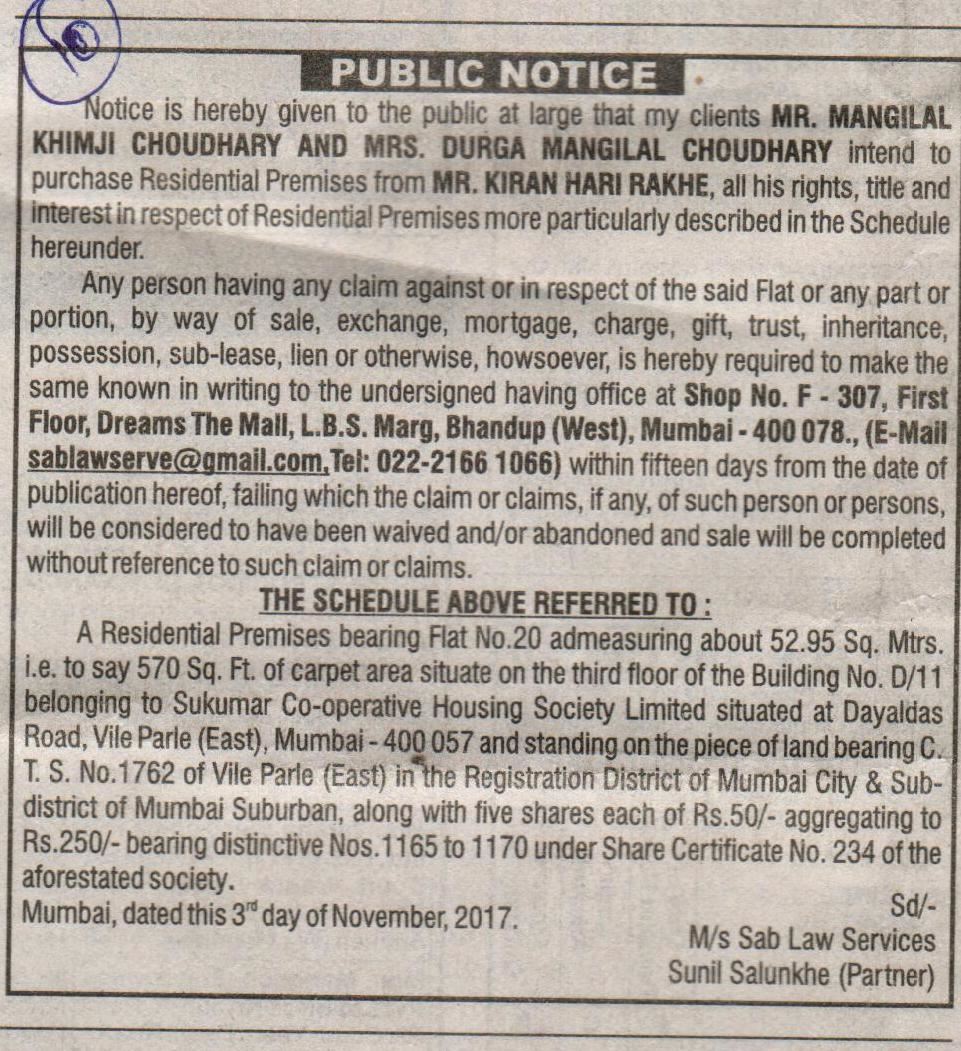 PUBLIC NOTICE
Notice is hereby given to the public at large that my clients MR. MANGILAL
KHIMJI CHOUDHARY AND MRS. DURGA MANGILAL CHOUDHARY intend to
purchase Residential Premises from MR. KIRAN HARI RAKHE, all his rights, title and
interest in respect of Residential Premises more particularly described in the Schedule
hereunder.
Any person having any claim against or in respect of the said Flat or any part or
portion, by way of sale, exchange, mortgage, charge, gift, trust, inheritance,
possession, sub-lease, lien or otherwise, howsoever, is hereby required to make the
same known in writing to the undersigned having office at Shop No. F - 307, First
Floor, Dreams The Mall, L.B.S. Marg, Bhandup (West), Mumbai - 400 078., (E-Mail
sablawserve@gmail.com,Tel: 022-2166 1066) within fifteen days from the date of
publication hereof, failing which the claim or claims, if any, of such person or persons,
will be considered to have been waived and/or abandoned and sale will be completed
without reference to such claim or claims.
THE SCHEDULE ABOVE REFERRED TO :
A Residential Premises bearing Flat No.20 admeasuring about 52.95 Sq. Mtrs.
i.e. to say 570 Sq. Ft. of carpet area situate on the third floor of the Building No. D/11
belonging to Sukumar Co-operative Housing Society Limited situated at Dayaldas
Road, Vile Parle (East), Mumbai - 400 057 and standing on the piece of land bearing C.
T. S. No.1762 of Vile Parle (East) in the Registration District of Mumbai City & Sub-
district of Mumbai Suburban, along with five shares each of Rs.50/- aggregating to
Rs.250/- bearing distinctive Nos.1165 to 1170 under Share Certificate No. 234 of the
aforestated society.
Mumbai, dated this 3rd day of November, 2017.
Sd/-
M/s Sab Law Services
Sunil Salunkhe (Partner)